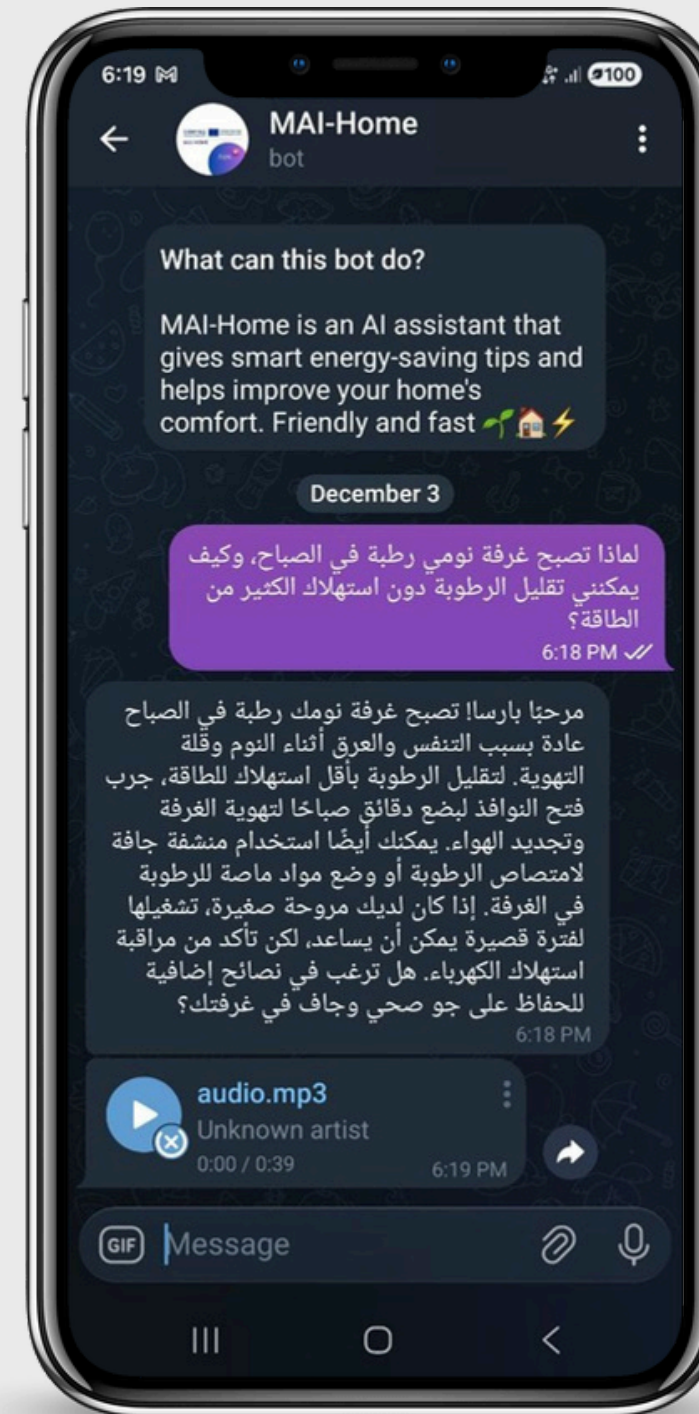 6:19
100
MAI-Home
bot
What can this bot do?
MAI-Home is an AI assistant that
gives smart energy-saving tips and
helps improve your home's
comfort. Friendly and fast 🌱🏠⚡
December 3
لماذا تصبح غرفة نومي رطبة في الصباح، وكيف
يمكنني تقليل الرطوبة دون استهلاك الكثير من
الطاقة؟
6:18 PM
مرحبًا بارسا! تصبح غرفة نومك رطبة في الصباح
عادة بسبب التنفس والعرق أثناء النوم وقلة
التهوية. لتقليل الرطوبة بأقل استهلاك للطاقة، جرب
فتح النوافذ لبضع دقائق صباحًا لتهوية الغرفة
وتجديد الهواء. يمكنك أيضًا استخدام منشفة جافة
لامتصاص الرطوبة أو وضع مواد ماصة للرطوبة
في الغرفة. إذا كان لديك مروحة صغيرة، تشغيلها
لفترة قصيرة يمكن أن يساعد، لكن تأكد من مراقبة
استهلاك الكهرباء. هل ترغب في نصائح إضافية
للحفاظ على جو صحي وجاف في غرفتك؟
6:18 PM
audio.mp3
Unknown artist
0:00 / 0:39
6:19 PM
GIF
Message